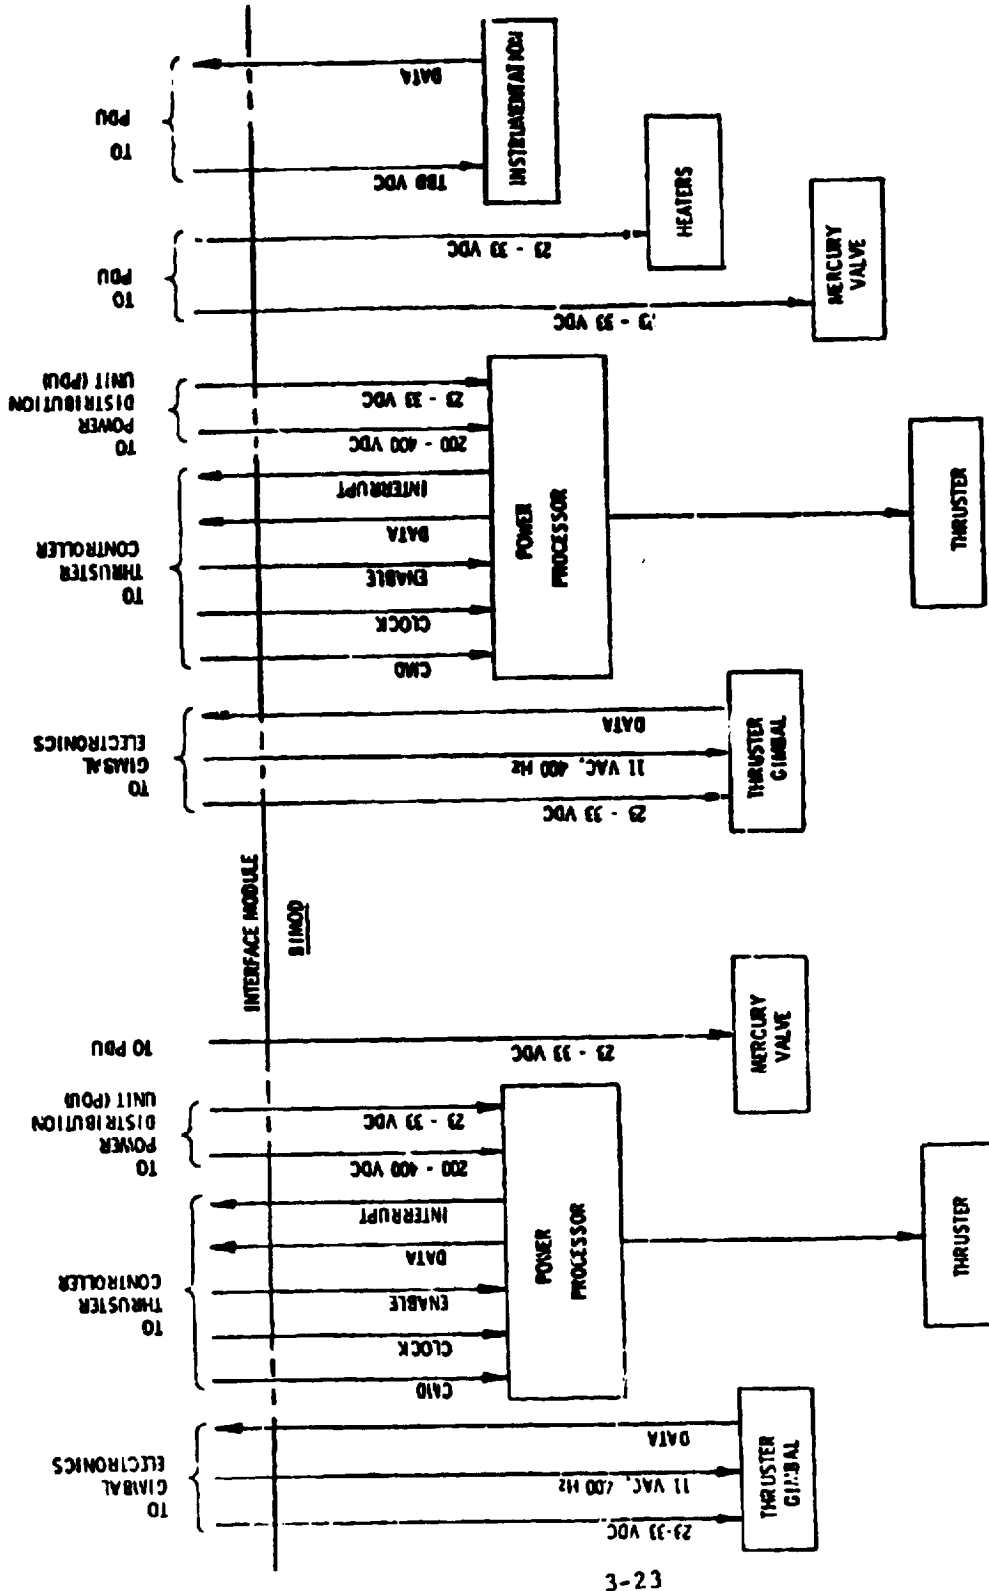 TO
GIMBAL
ELECTRONICS
23-33 VDC
11 VAC, 400 Hz
DATA
THRUSTER
GIMBAL
TO
THRUSTER
CONTROLLER
CMD
CLOCK
ENABLE
DATA
INTERRUPT
TO
POWER
DISTRIBUTION
UNIT (PDU)
200 - 400 VDC
23 - 33 VDC
POWER
PROCESSOR
THRUSTER
TO PDU
23 - 33 VDC
MERCURY
VALVE
INTERFACE MODULE
BIMOD
TO
GIMBAL
ELECTRONICS
23 - 33 VDC
11 VAC, 400 Hz
DATA
THRUSTER
GIMBAL
TO
THRUSTER
CONTROLLER
CMD
CLOCK
ENABLE
DATA
INTERRUPT
TO
POWER
DISTRIBUTION
UNIT (PDU)
200 - 400 VDC
23 - 33 VDC
POWER
PROCESSOR
THRUSTER
TO
PDU
23 - 33 VDC
23 - 33 VDC
MERCURY
VALVE
HEATERS
TO
PDU
TBD VDC
DATA
INSTRUMENTATION
3-23